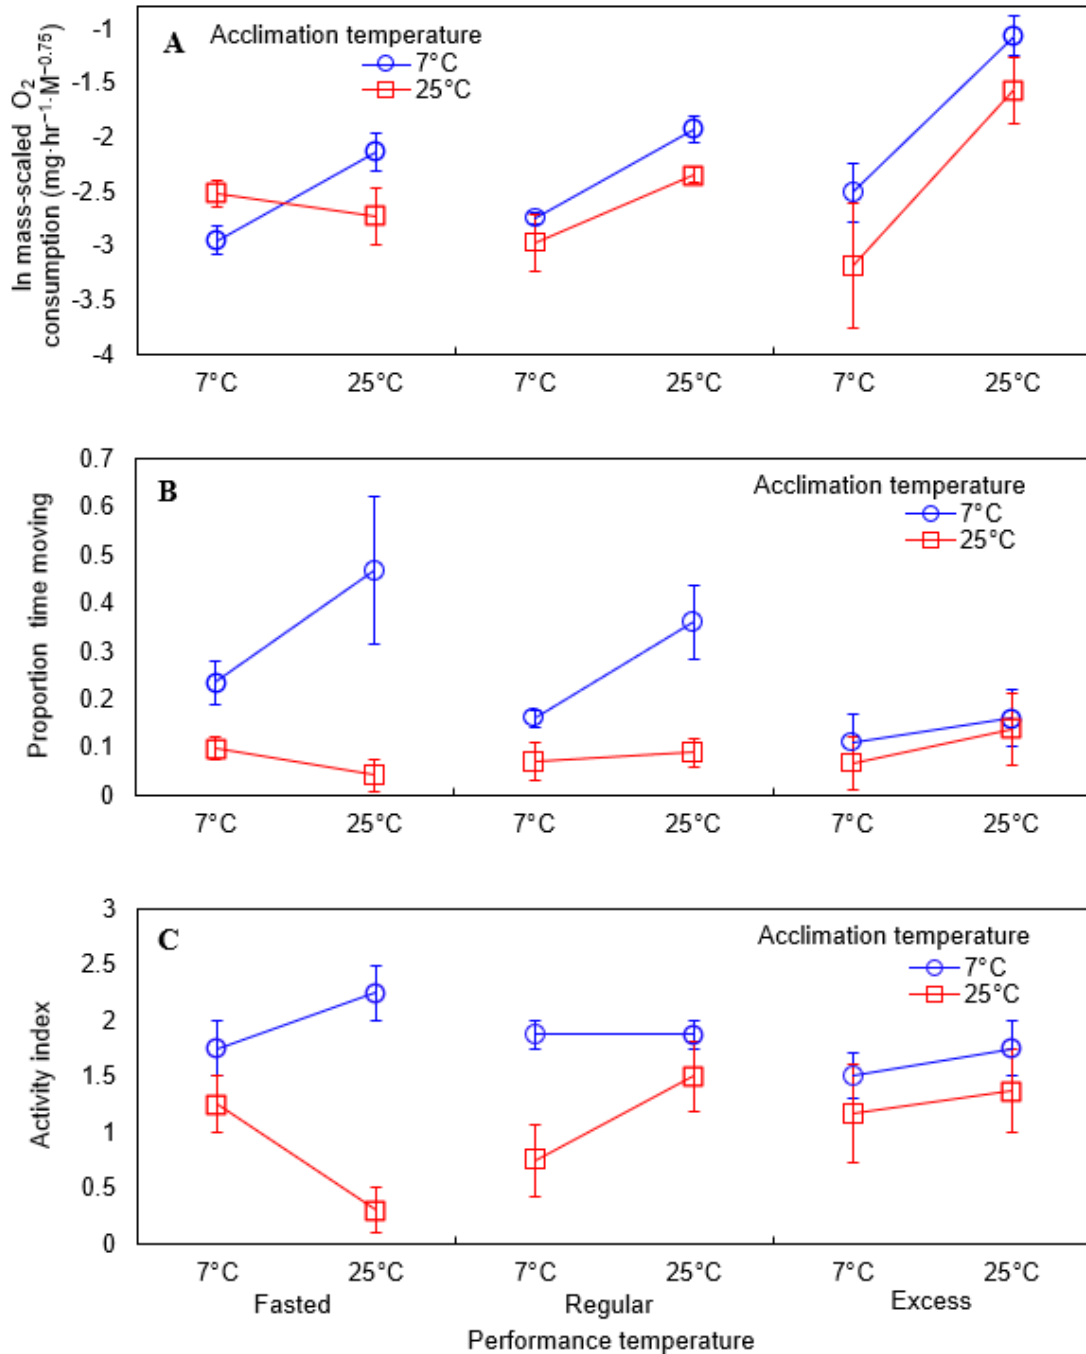 A
Acclimation temperature
7°C
25°C
ln mass-scaled O₂
consumption (mg·hr⁻¹·M⁻⁰·⁷⁵)
-1
-1.5
-2
-2.5
-3
-3.5
-4
7°C 25°C 7°C 25°C 7°C 25°C
B
Acclimation temperature
7°C
25°C
Proportion time moving
0.7
0.6
0.5
0.4
0.3
0.2
0.1
0
7°C 25°C 7°C 25°C 7°C 25°C
C
Acclimation temperature
7°C
25°C
Activity index
3
2.5
2
1.5
1
0.5
0
7°C 25°C 7°C 25°C 7°C 25°C
Fasted Regular Excess
Performance temperature